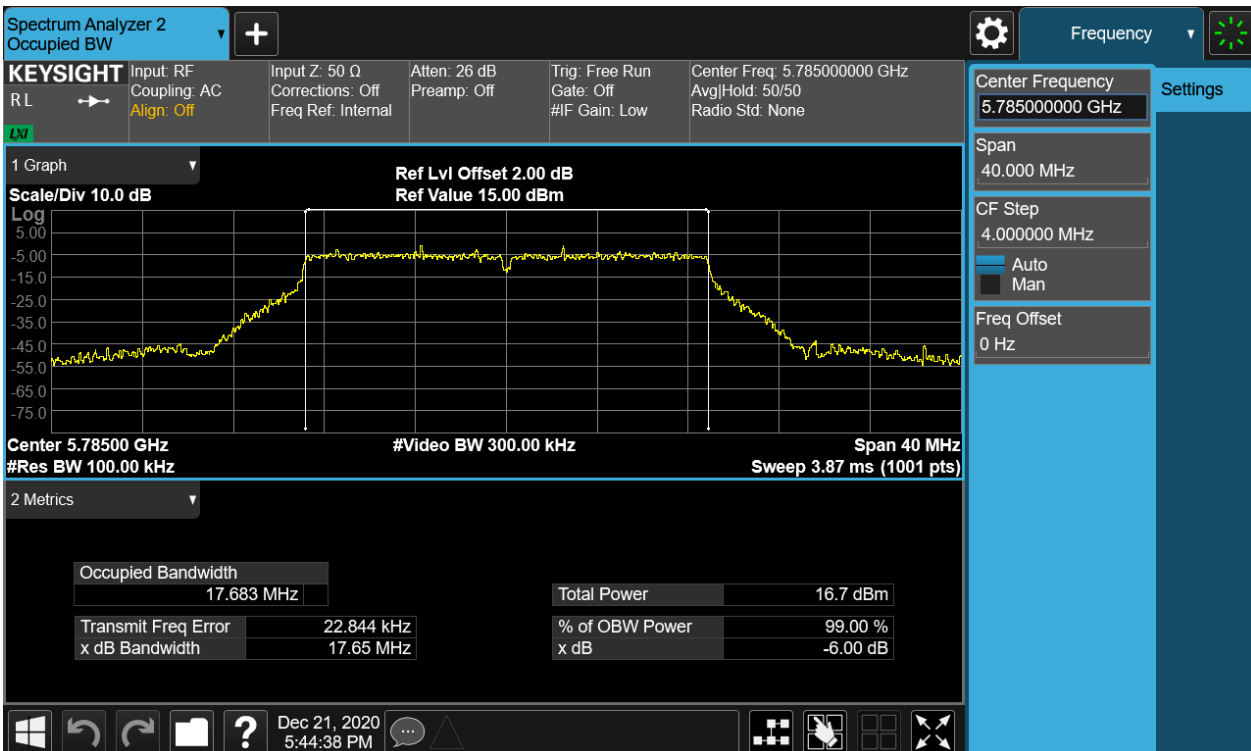 Spectrum Analyzer 2
Occupied BW
Frequency
KEYSIGHT
R L
LXI
Input: RF
Coupling: AC
Align: Off
Input Z: 50 Ω
Corrections: Off
Freq Ref: Internal
Atten: 26 dB
Preamp: Off
Trig: Free Run
Gate: Off
#IF Gain: Low
Center Freq: 5.785000000 GHz
Avg|Hold: 50/50
Radio Std: None
Center Frequency
5.785000000 GHz
Settings
Span
40.000 MHz
CF Step
4.000000 MHz
Auto
Man
Freq Offset
0 Hz
1 Graph
Scale/Div 10.0 dB
Ref Lvl Offset 2.00 dB
Ref Value 15.00 dBm
Log
5.00
-5.00
-15.0
-25.0
-35.0
-45.0
-55.0
-65.0
-75.0
Center 5.78500 GHz
#Video BW 300.00 kHz
Span 40 MHz
#Res BW 100.00 kHz
Sweep 3.87 ms (1001 pts)
2 Metrics
Occupied Bandwidth
17.683 MHz
Total Power 16.7 dBm
Transmit Freq Error 22.844 kHz
% of OBW Power 99.00 %
x dB Bandwidth 17.65 MHz
x dB -6.00 dB
?
Dec 21, 2020
5:44:38 PM